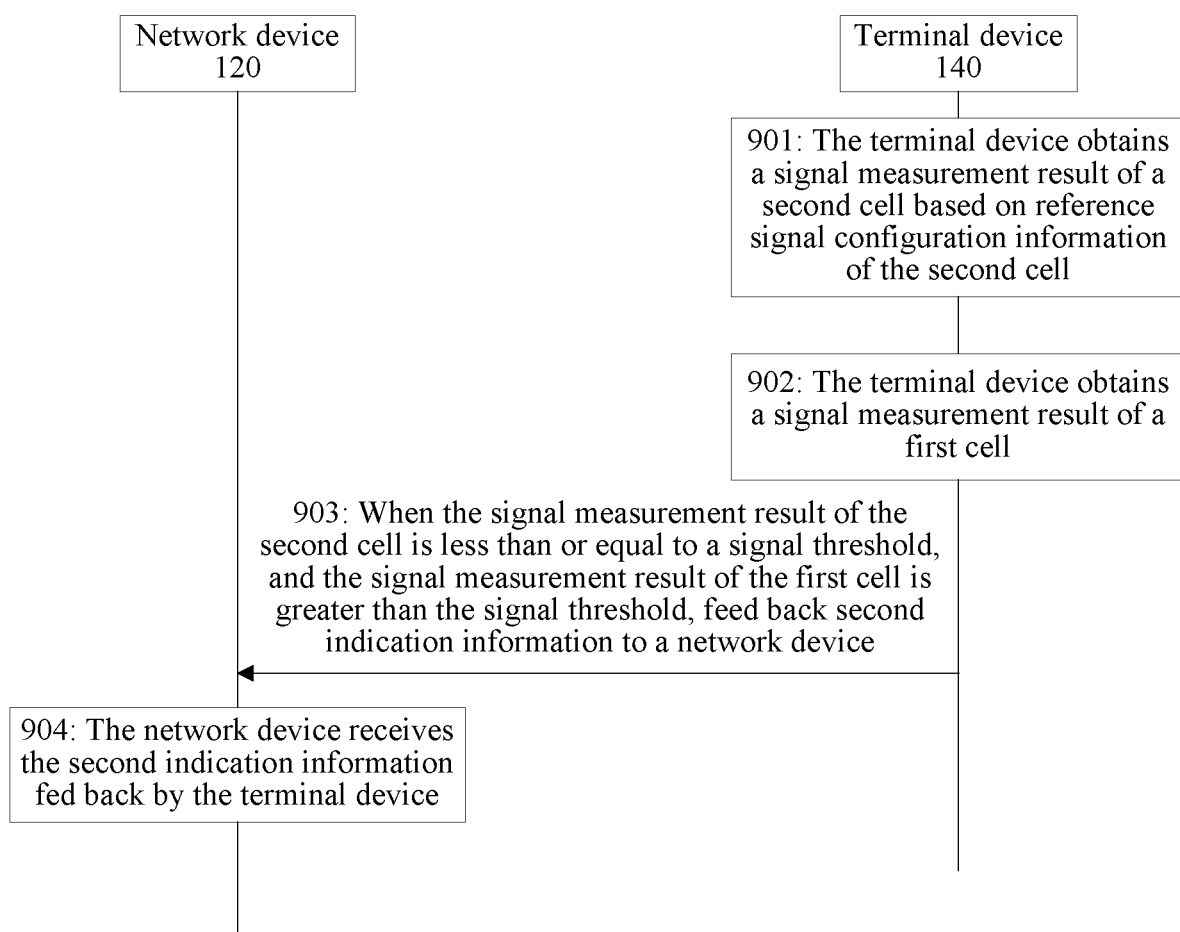 Network device
120
Terminal device
140
901: The terminal device obtains
a signal measurement result of a
second cell based on reference
signal configuration information
of the second cell
902: The terminal device obtains
a signal measurement result of a
first cell
903: When the signal measurement result of the
second cell is less than or equal to a signal threshold,
and the signal measurement result of the first cell is
greater than the signal threshold, feed back second
indication information to a network device
904: The network device receives
the second indication information
fed back by the terminal device